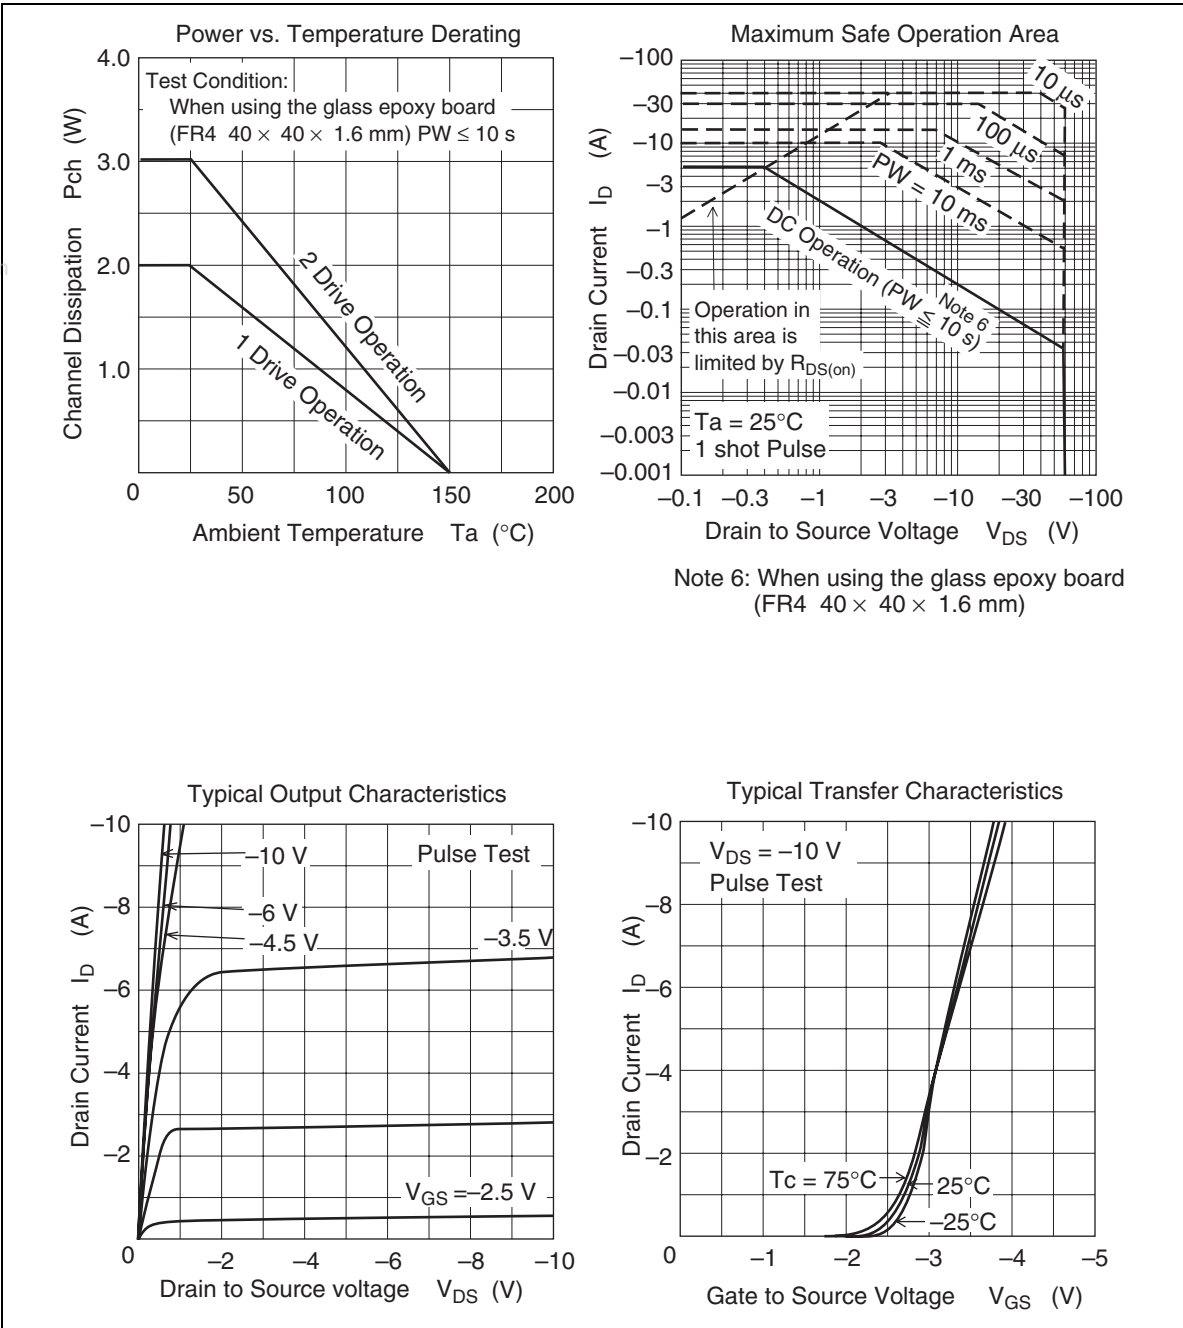 Power vs. Temperature Derating
4.0
3.0
2.0
1.0
Channel Dissipation Pch (W)
Test Condition:
When using the glass epoxy board
(FR4 40 × 40 × 1.6 mm) PW ≤ 10 s
2 Drive Operation
1 Drive Operation
0 50 100 150 200
Ambient Temperature Ta (°C)
Maximum Safe Operation Area
–100
–30
–10
–3
–1
–0.3
–0.1
–0.03
–0.01
–0.003
–0.001
Drain Current I_D (A)
10 µs
100 µs
1 ms
PW = 10 ms
DC Operation (PW ≦ 10 s)
Note 6
Operation in
this area is
limited by R_DS(on)
Ta = 25°C
1 shot Pulse
–0.1 –0.3 –1 –3 –10 –30 –100
Drain to Source Voltage V_DS (V)
Note 6: When using the glass epoxy board
(FR4 40 × 40 × 1.6 mm)
Typical Output Characteristics
–10
–8
–6
–4
–2
Drain Current I_D (A)
–10 V
Pulse Test
–6 V
–4.5 V
–3.5 V
V_GS =–2.5 V
0 –2 –4 –6 –8 –10
Drain to Source voltage V_DS (V)
Typical Transfer Characteristics
–10
–8
–6
–4
–2
Drain Current I_D (A)
V_DS = –10 V
Pulse Test
Tc = 75°C
25°C
–25°C
0 –1 –2 –3 –4 –5
Gate to Source Voltage V_GS (V)